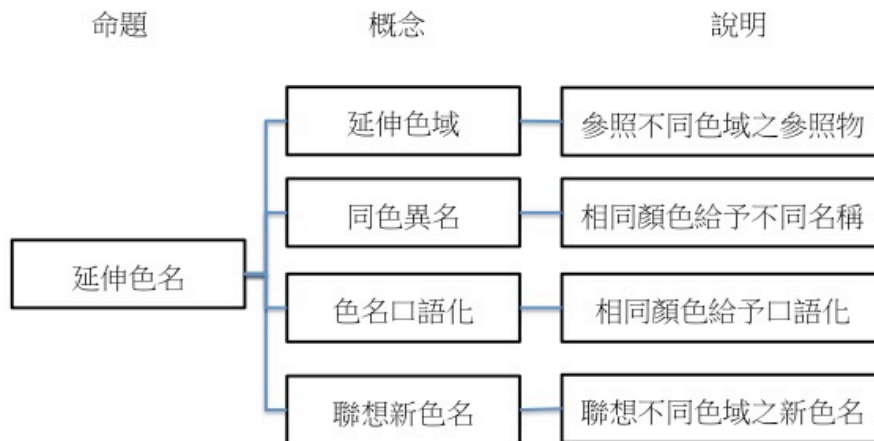 命題 概念 說明
延伸色域 參照不同色域之參照物
同色異名 相同顏色給予不同名稱
延伸色名
色名口語化 相同顏色給予口語化
聯想新色名 聯想不同色域之新色名